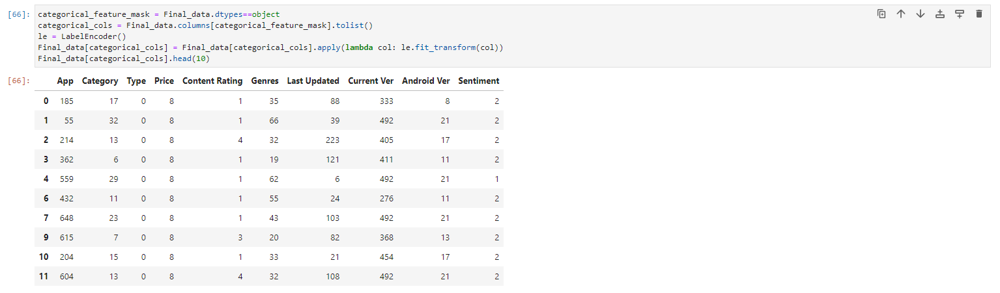 [66]: categorical_feature_mask = Final_data.dtypes==object
categorical_cols = Final_data.columns[categorical_feature_mask].tolist()
le = LabelEncoder()
Final_data[categorical_cols] = Final_data[categorical_cols].apply(lambda col: le.fit_transform(col))
Final_data[categorical_cols].head(10)
[66]: App Category Type Price Content Rating Genres Last Updated Current Ver Android Ver Sentiment
0 185 17 0 8 1 35 88 333 8 2
1 55 32 0 8 1 66 39 492 21 2
2 214 13 0 8 4 32 223 405 17 2
3 362 6 0 8 1 19 121 411 11 2
4 559 29 0 8 1 62 6 492 21 1
6 432 11 0 8 1 55 24 276 11 2
7 648 23 0 8 1 43 103 492 21 2
9 615 7 0 8 3 20 82 368 13 2
10 204 15 0 8 1 33 21 454 17 2
11 604 13 0 8 4 32 108 492 21 2